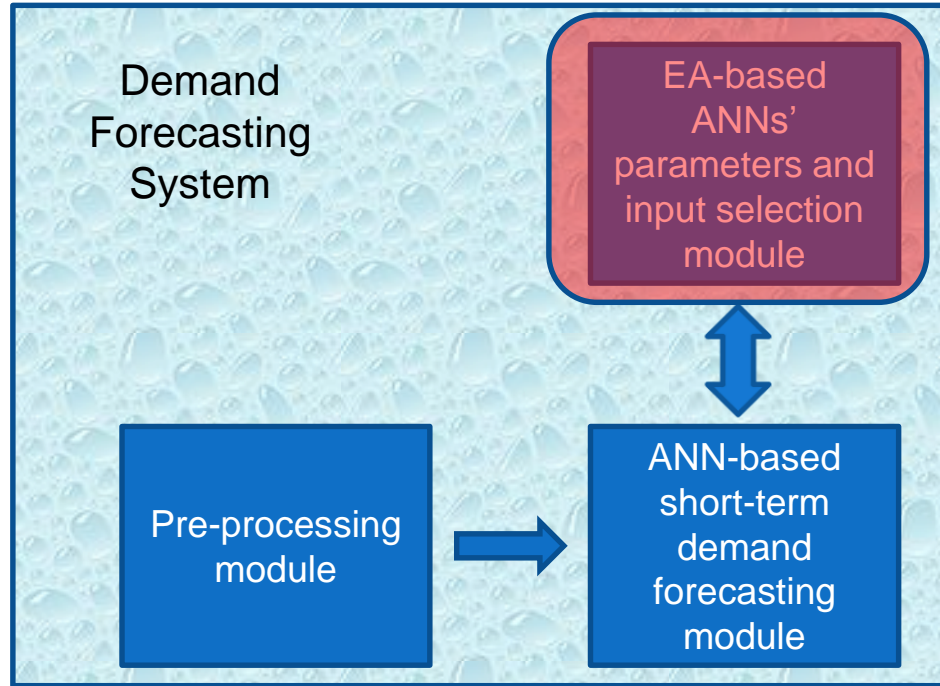 Demand
Forecasting
System
EA-based
ANNs’
parameters and
input selection
module
Pre-processing
module
ANN-based
short-term
demand
forecasting
module